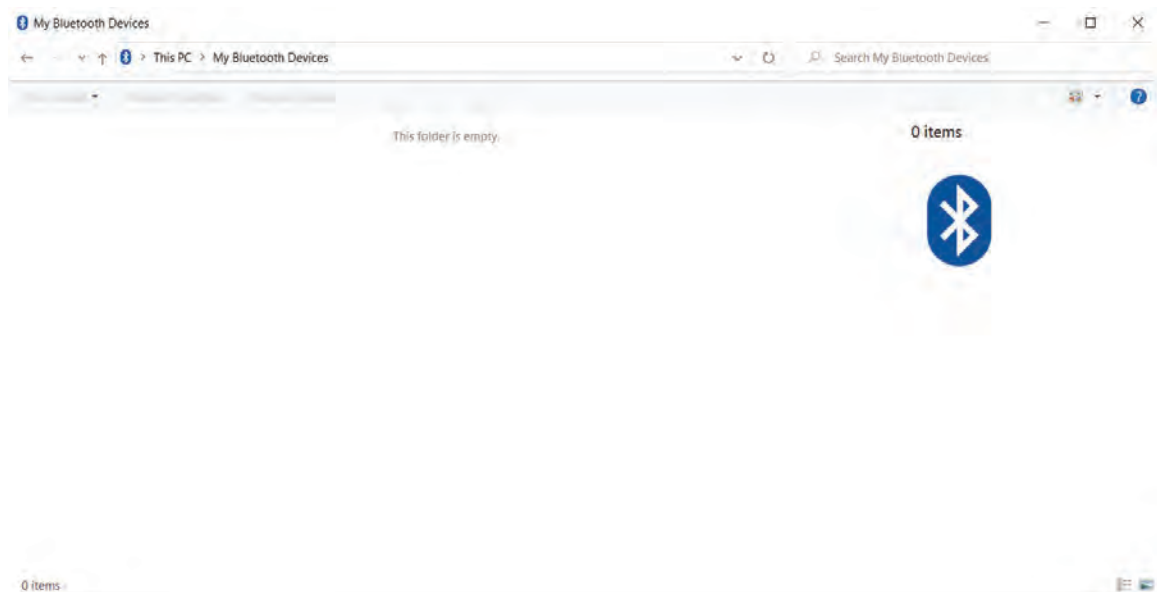 My Bluetooth Devices
This PC > My Bluetooth Devices
Search My Bluetooth Devices
This folder is empty.
0 items
0 items